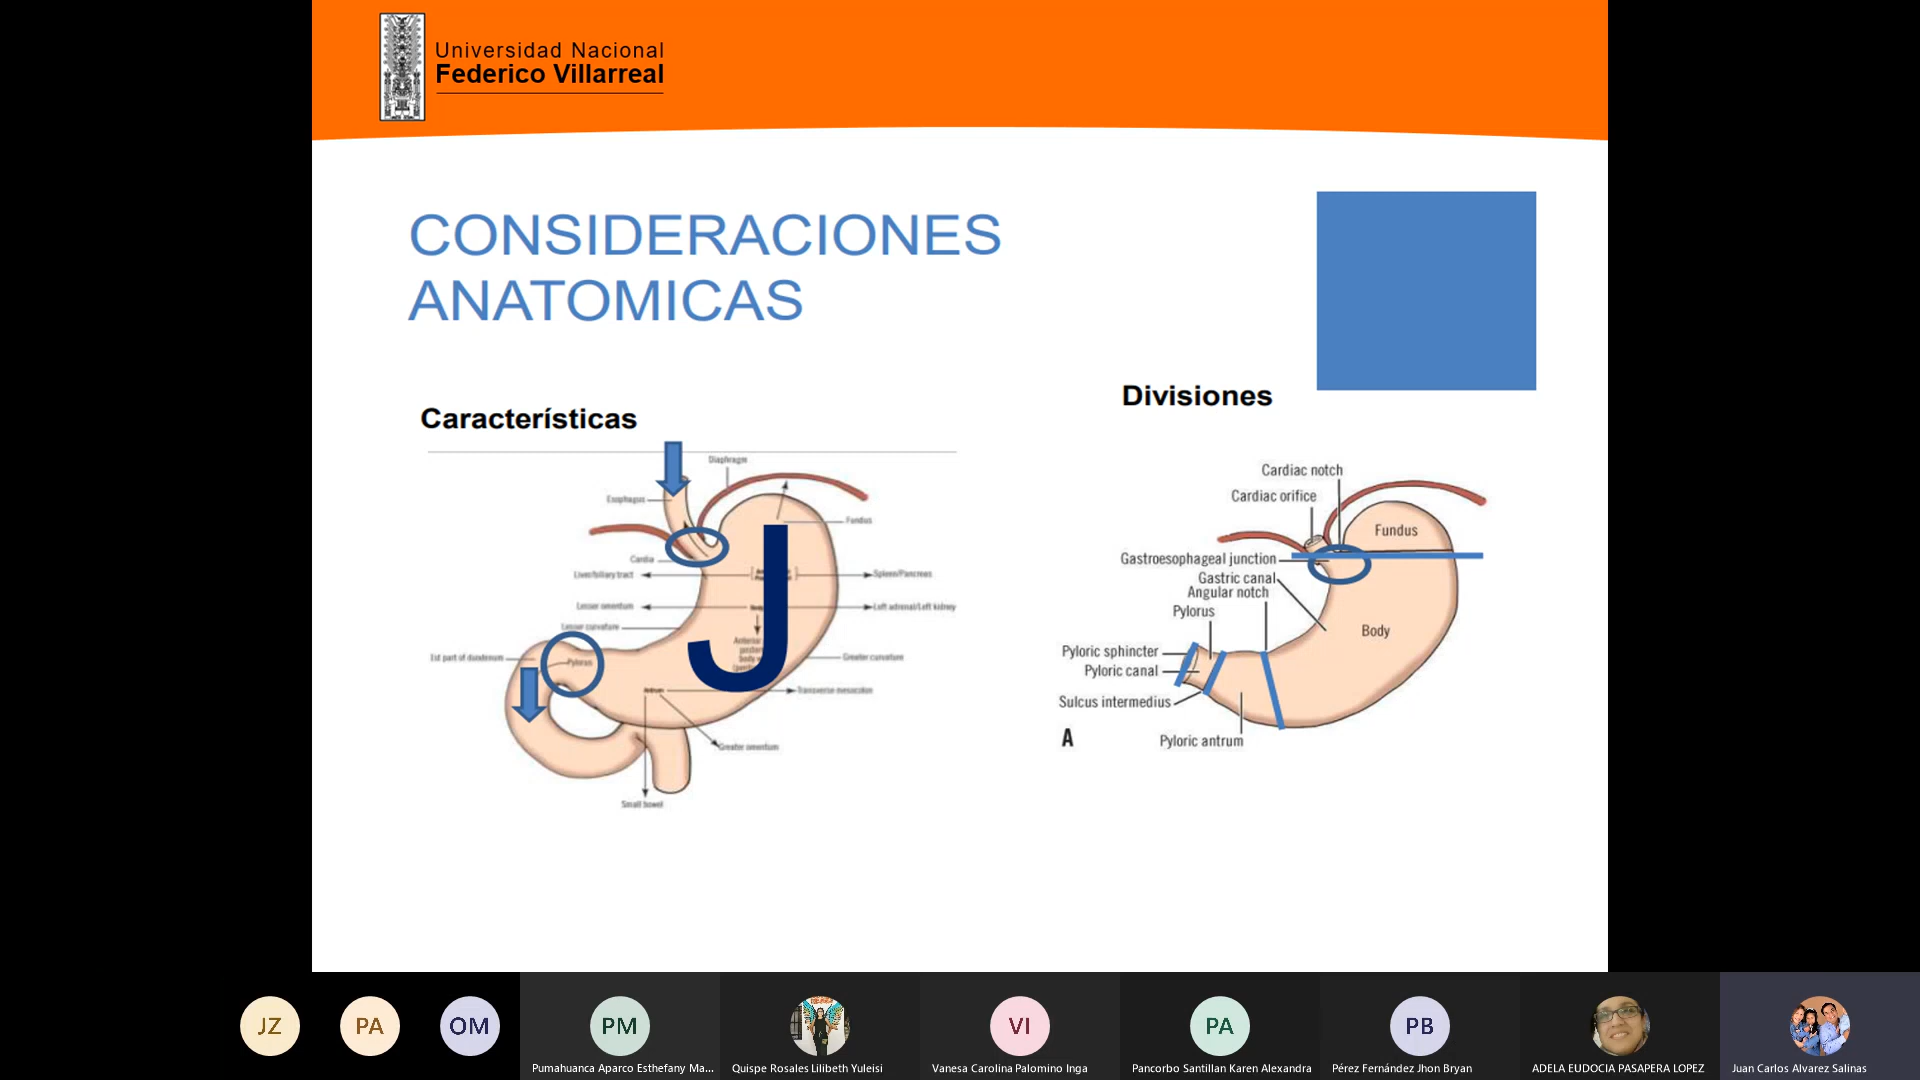 Universidad Nacional
Federico Villarreal
CONSIDERACIONES
ANATOMICAS
Características
Diaphragm
Esophagus
Fundus
Cardia
Liver/biliary tract
Spleen/Pancreas
Lesser omentum
Left adrenal/Left kidney
Lesser curvature
1st part of duodenum
Pylorus
Greater curvature
Antrum
Transverse mesocolon
Greater omentum
Small bowel
J
Divisiones
Cardiac notch
Cardiac orifice
Fundus
Gastroesophageal junction
Gastric canal
Angular notch
Pylorus
Body
Pyloric sphincter
Pyloric canal
Sulcus intermedius
A
Pyloric antrum
JZ
PA
OM
PM
VI
PA
PB
Pumahuanca Aparco Esthefany Ma...
Quispe Rosales Lilibeth Yuleisi
Vanesa Carolina Palomino Inga
Pancorbo Santillan Karen Alexandra
Pérez Fernández Jhon Bryan
ADELA EUDOCIA PASAPERA LOPEZ
Juan Carlos Alvarez Salinas